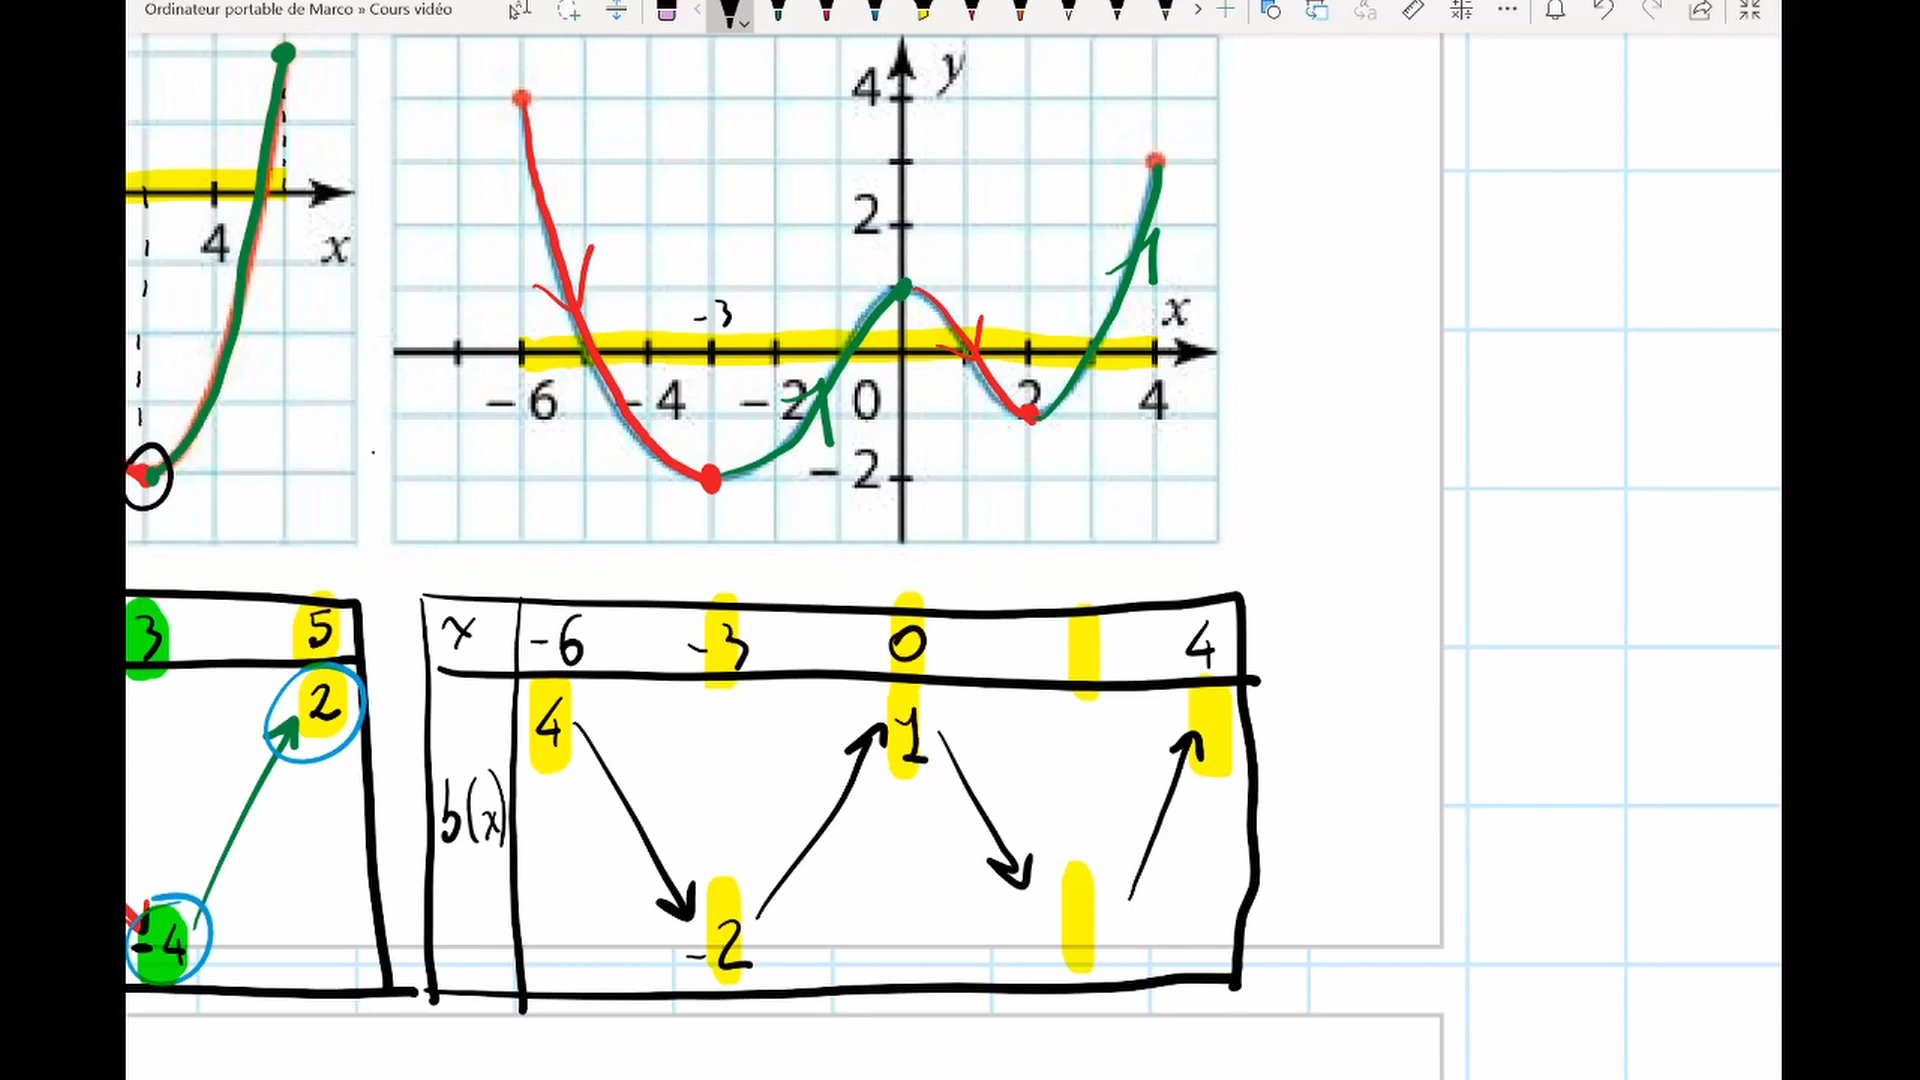 Ordinateur portable de Marco » Cours vidéo
4 x
4 y
2
-3
x
-6 -4 -2 0 2 4
-2
3 5
2
-4
x -6 -3 0 4
4 1
b(x)
-2